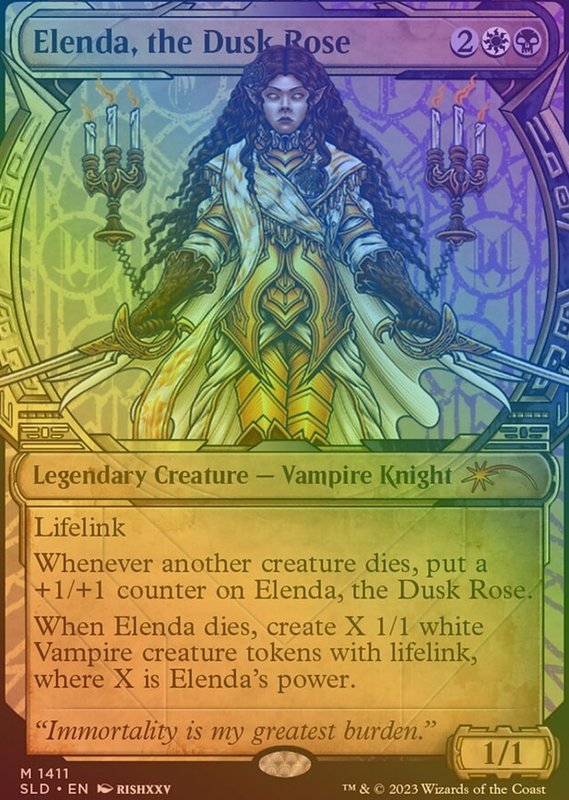 Elenda, the Dusk Rose 2
Legendary Creature — Vampire Knight
Lifelink
Whenever another creature dies, put a
+1/+1 counter on Elenda, the Dusk Rose.
When Elenda dies, create X 1/1 white
Vampire creature tokens with lifelink,
where X is Elenda's power.
“Immortality is my greatest burden.”
1/1
M 1411
SLD • EN RISHXXV
™ & © 2023 Wizards of the Coast